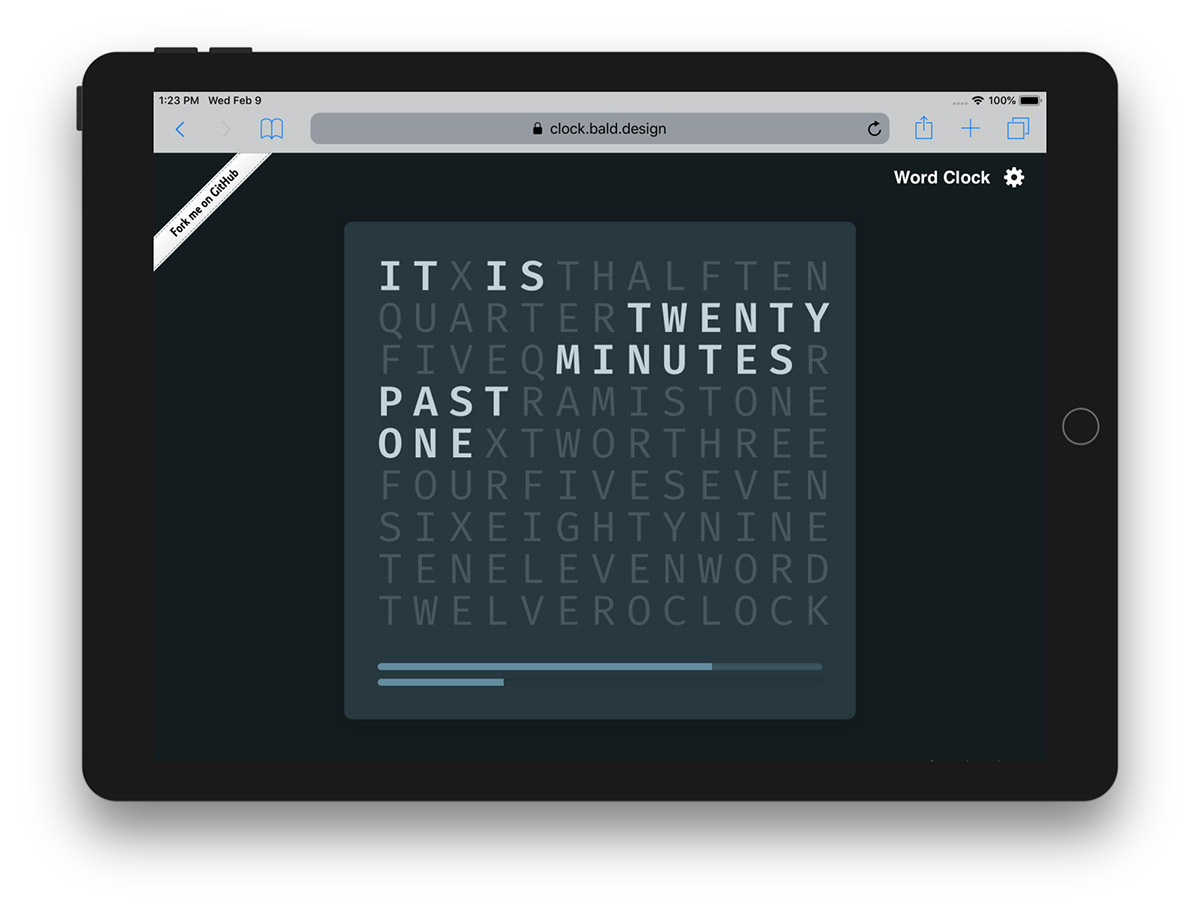 1:23 PM Wed Feb 9 100%
clock.bald.design
Fork me on GitHub
Word Clock
ITXISTHALFTEN
QUARTERTWENTY
FIVEQMINUTESR
PASTRAMISTONE
ONEXTWORTHREE
FOURFIVESEVEN
SIXEIGHTYNINE
TENELEVENWORD
TWELVEROCLOCK